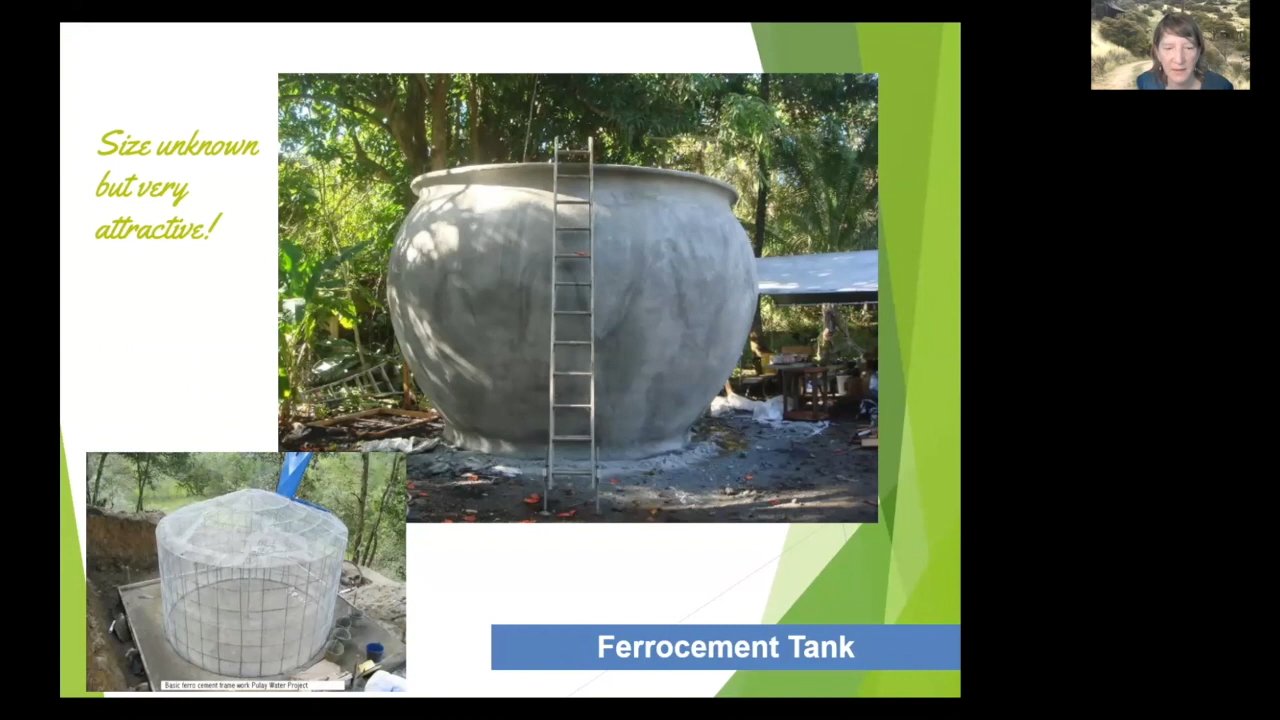 Size unknown
but very
attractive!
Basic ferro cement frame work Pulay Water Project
Ferrocement Tank